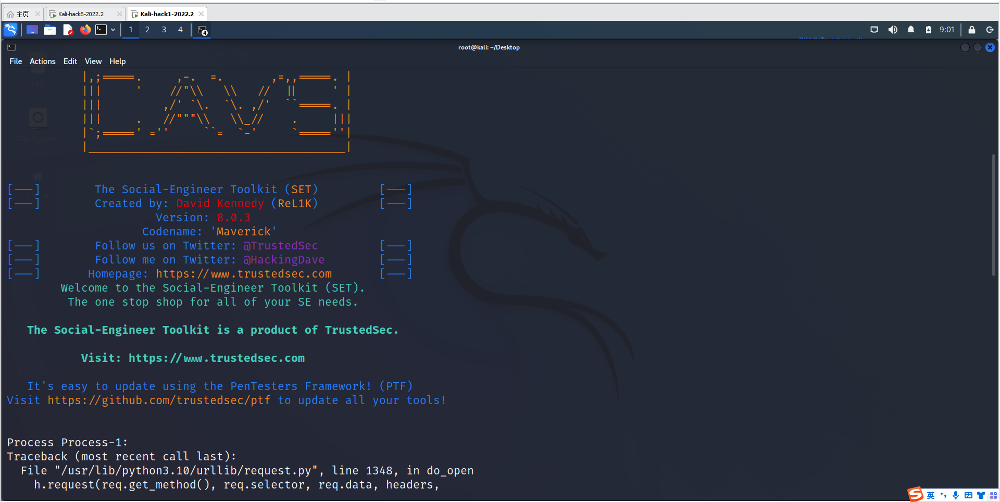 主页
Kali-hack6-2022.2
Kali-hack1-2022.2
1 2 3 4
4
9:01
root@kali: ~/Desktop
File Actions Edit View Help
Trash
File System
Home
|,;=====.     ,-.  =.       ,=,,=====. |
|||     '    //"\\   \\   //  ||     ' |
|||         ,/' `\.  `\. ,/'  ``=====. |
|||     .   //"""\\   \\_//    .     |||
|`;=====' =''     ``=  `-'     `=====''|
|______________________________________|
[---]        The Social-Engineer Toolkit (SET)         [---]
[---]        Created by: David Kennedy (ReL1K)         [---]
Version: 8.0.3
Codename: 'Maverick'
[---]        Follow us on Twitter: @TrustedSec         [---]
[---]        Follow me on Twitter: @HackingDave        [---]
[---]       Homepage: https://www.trustedsec.com       [---]
Welcome to the Social-Engineer Toolkit (SET).
The one stop shop for all of your SE needs.
The Social-Engineer Toolkit is a product of TrustedSec.
Visit: https://www.trustedsec.com
It's easy to update using the PenTesters Framework! (PTF)
Visit https://github.com/trustedsec/ptf to update all your tools!
Process Process-1:
Traceback (most recent call last):
File "/usr/lib/python3.10/urllib/request.py", line 1348, in do_open
h.request(req.get_method(), req.selector, req.data, headers,
S 英